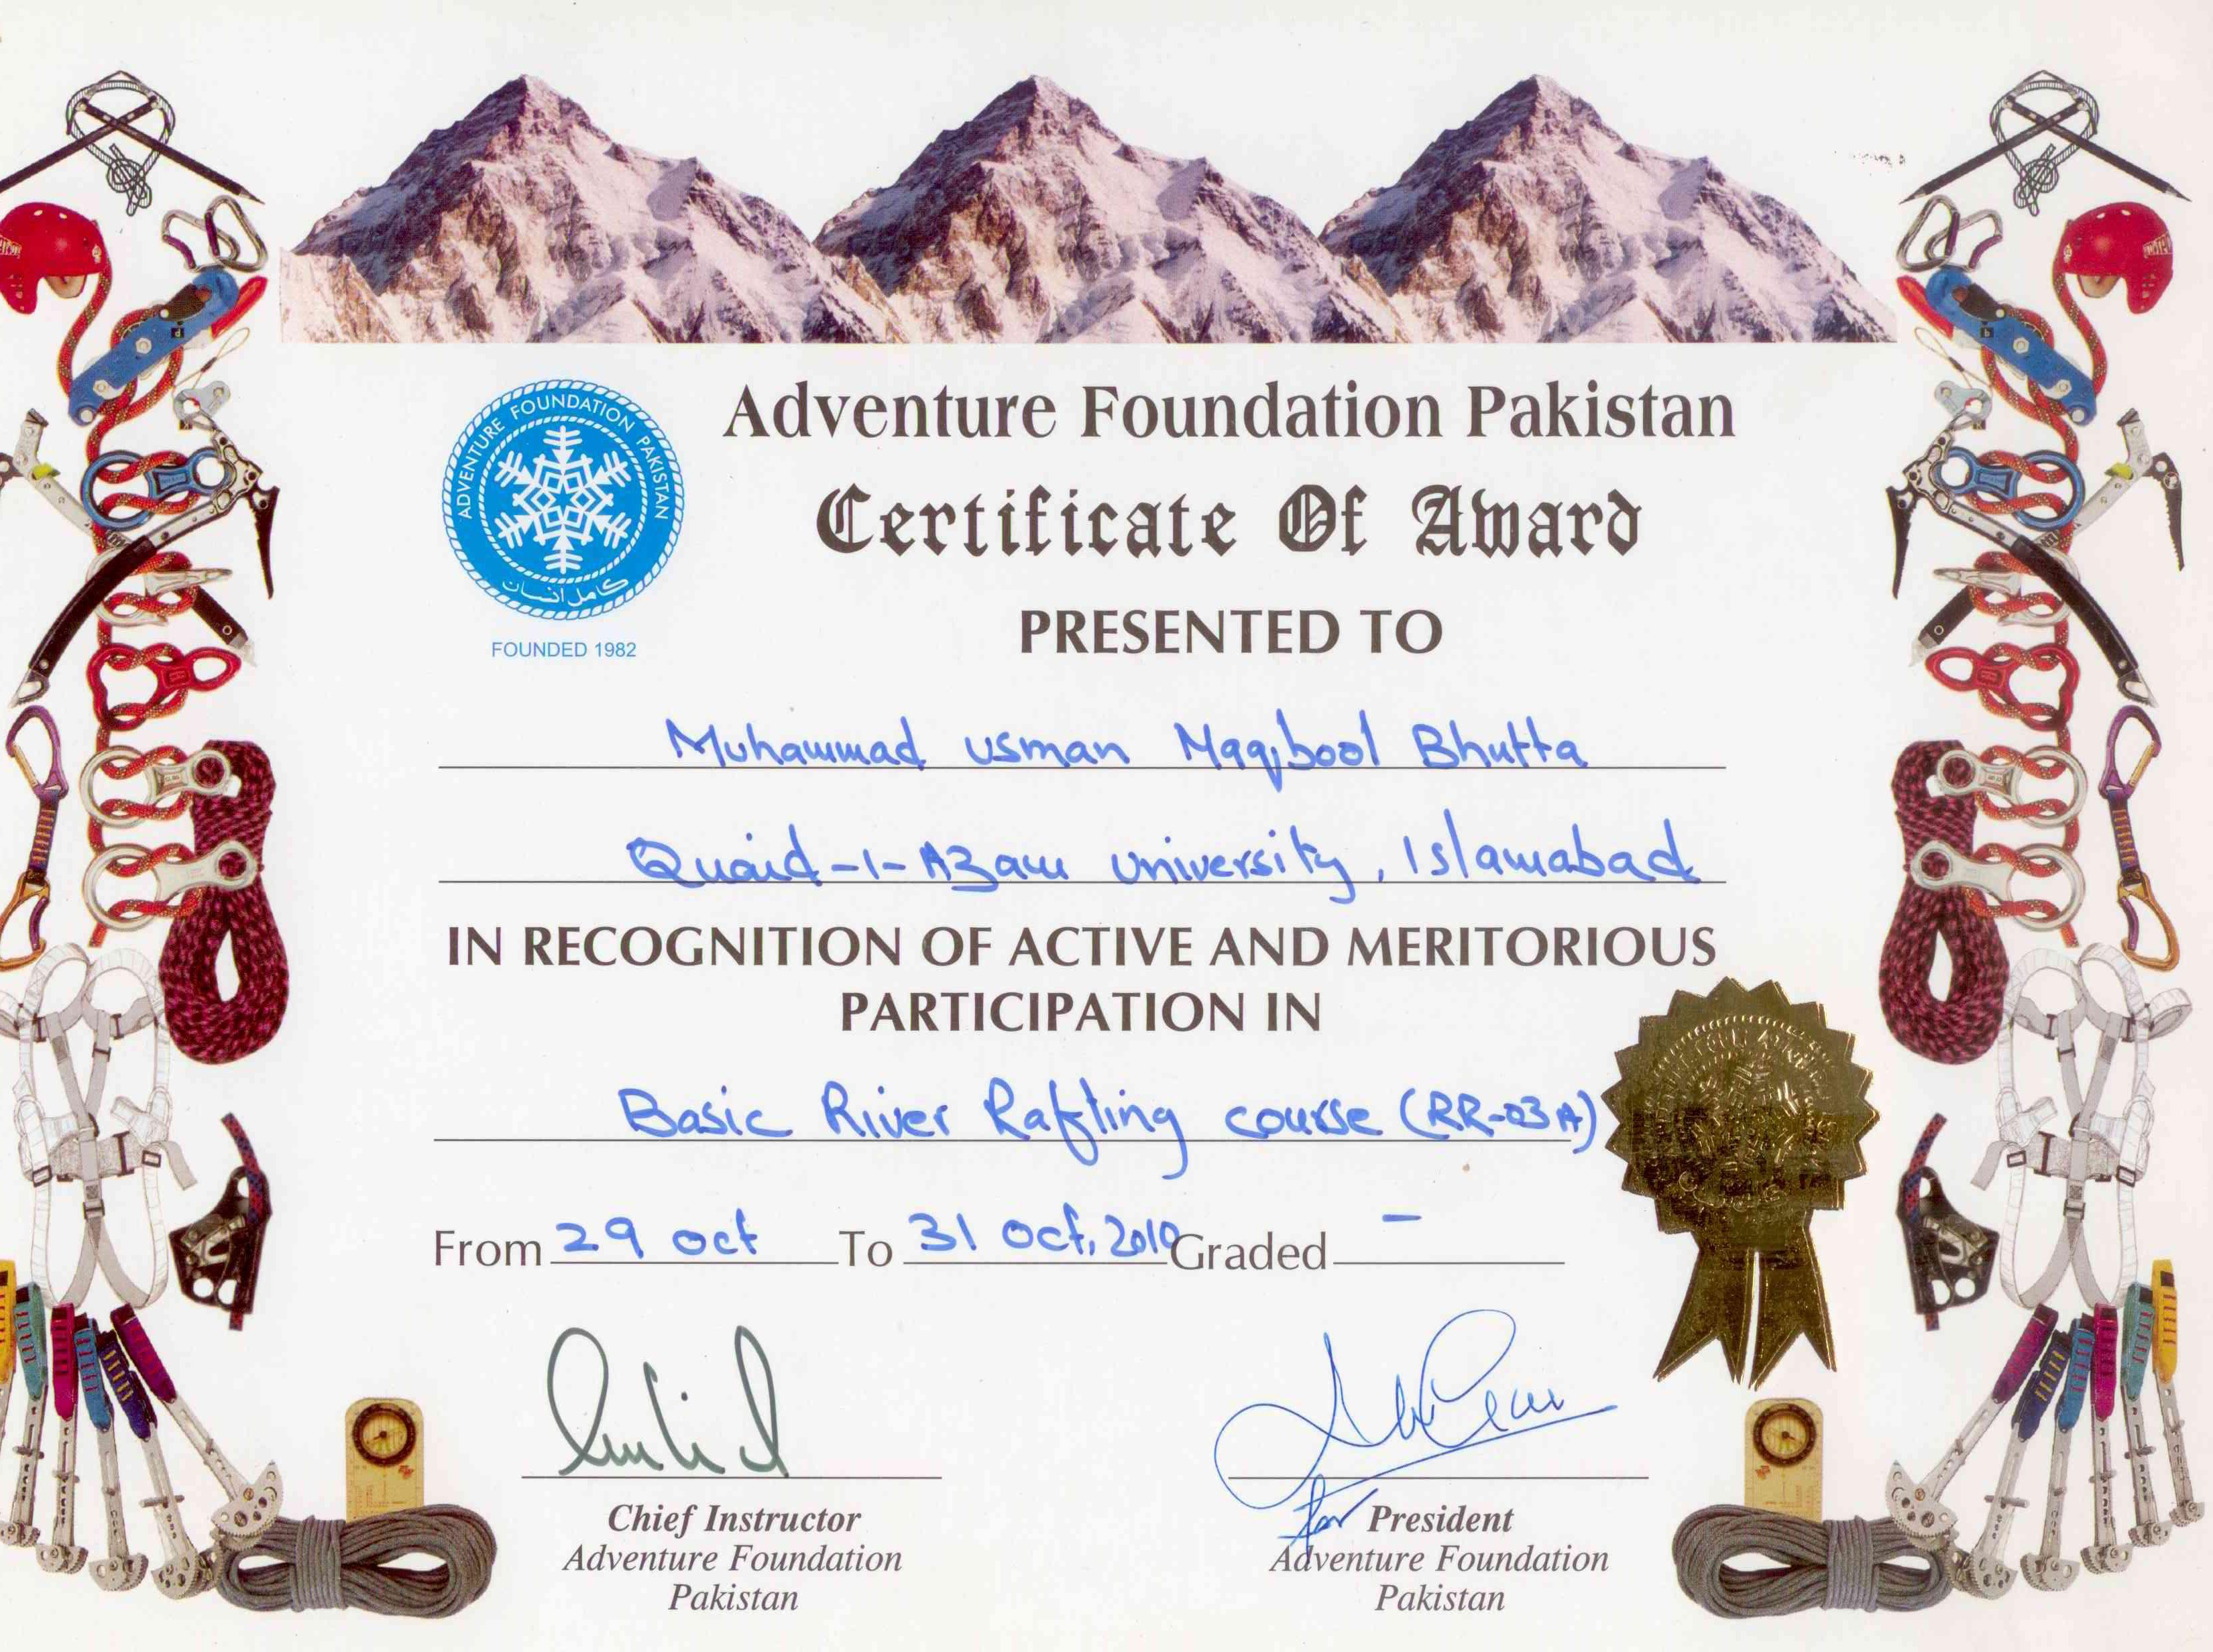 ADVENTURE FOUNDATION PAKISTAN
کامل انسان
FOUNDED 1982
Adventure Foundation Pakistan
Certificate Of Award
PRESENTED TO
Muhammad Usman Maqbool Bhutta
Quaid-i-Azam University, Islamabad
IN RECOGNITION OF ACTIVE AND MERITORIOUS
PARTICIPATION IN
Basic River Rafting course (RR-03A)
From 29 oct To 31 Oct, 2010 Graded -
Chief Instructor
Adventure Foundation
Pakistan
for President
Adventure Foundation
Pakistan